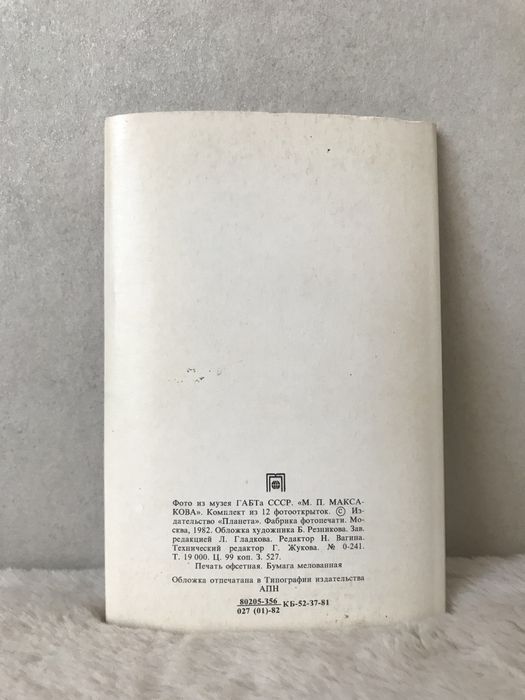 Фото из музея ГАБТа СССР. «М. П. МАКСА-
КОВА». Комплект из 12 фотооткрыток. © Из-
дательство «Планета». Фабрика фотопечати. Мо-
сква, 1982. Обложка художника Б. Резникова. Зав.
редакцией Л. Гладкова. Редактор Н. Вагина.
Технический редактор Г. Жукова. № 0-241.
Т. 19 000. Ц. 99 коп. З. 527.
Печать офсетная. Бумага мелованная
Обложка отпечатана в Типографии издательства
АПН
80205-356
027 (01)-82 КБ-52-37-81